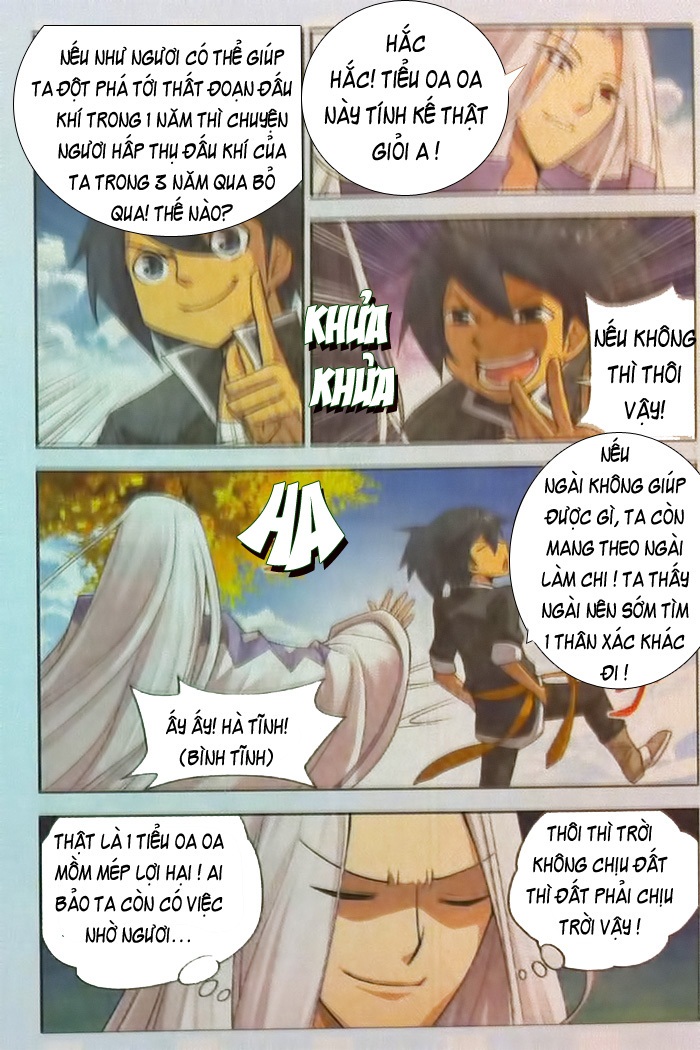 NẾU NHƯ NGƯƠI CÓ THỂ GIÚP
TA ĐỘT PHÁ TỚI THẤT ĐOẠN ĐẤU
KHÍ TRONG 1 NĂM THÌ CHUYỆN
NGƯƠI HẤP THỤ ĐẤU KHÍ CỦA
TA TRONG 3 NĂM QUA BỎ
QUA! THẾ NÀO?
HẮC
HẮC! TIỂU OA OA
NÀY TÍNH KẾ THẬT
GIỎI A!
KHỬA
KHỬA
NẾU KHÔNG
THÌ THÔI
VẬY!
HA
NẾU
NGÀI KHÔNG GIÚP
ĐƯỢC GÌ, TA CÒN
MANG THEO NGÀI
LÀM CHI! TA THẤY
NGÀI NÊN SỚM TÌM
1 THÂN XÁC KHÁC
ĐI!
ẤY ẤY! HÀ TĨNH!
(BÌNH TĨNH)
THẬT LÀ 1 TIỂU OA OA
MỒM MÉP LỢI HẠI! AI
BẢO TA CÒN CÓ VIỆC
NHỜ NGƯƠI...
THÔI THÌ TRỜI
KHÔNG CHỊU ĐẤT
THÌ ĐẤT PHẢI CHỊU
TRỜI VẬY!